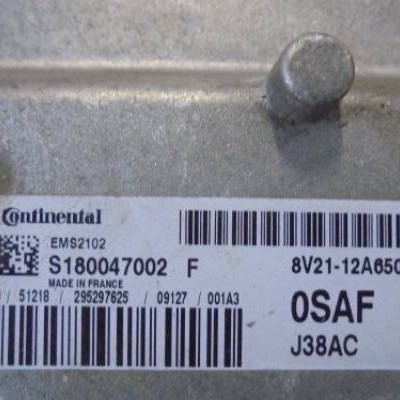 Continental
EMS2102
S180047002 F
8V21-12A650
MADE IN FRANCE
/ 51218 / 295297625 / 09127 / 001A3
0SAF
J38AC